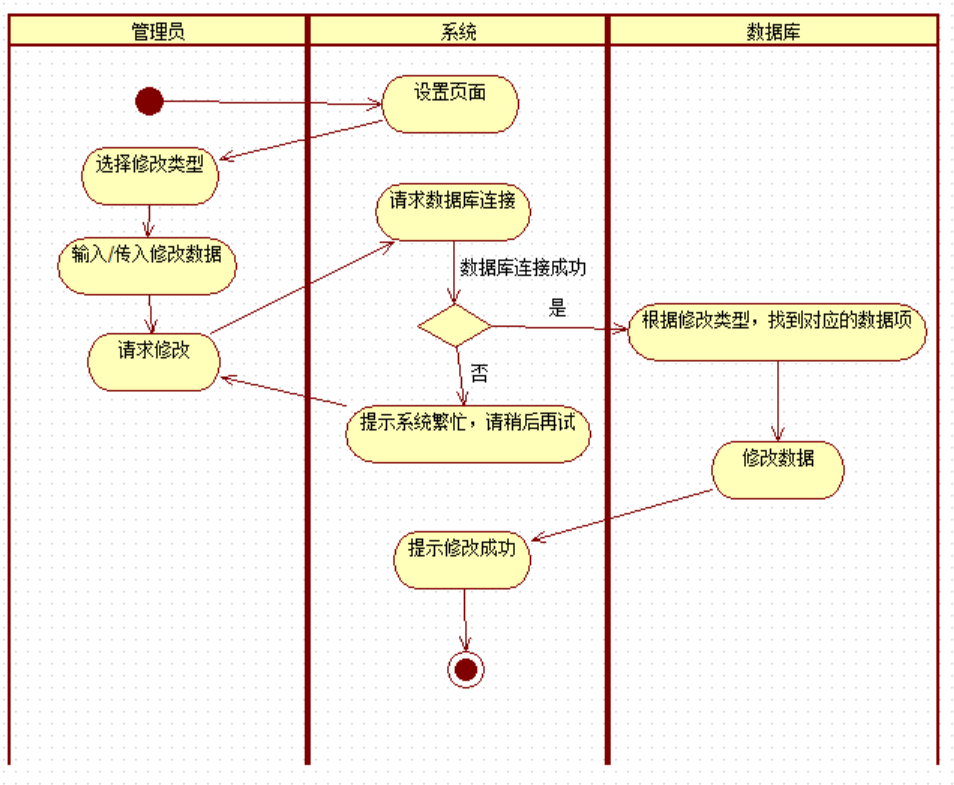 管理员
系统
数据库
设置页面
选择修改类型
请求数据库连接
输入/传入修改数据
数据库连接成功
是
根据修改类型，找到对应的数据项
请求修改
否
提示系统繁忙，请稍后再试
修改数据
提示修改成功